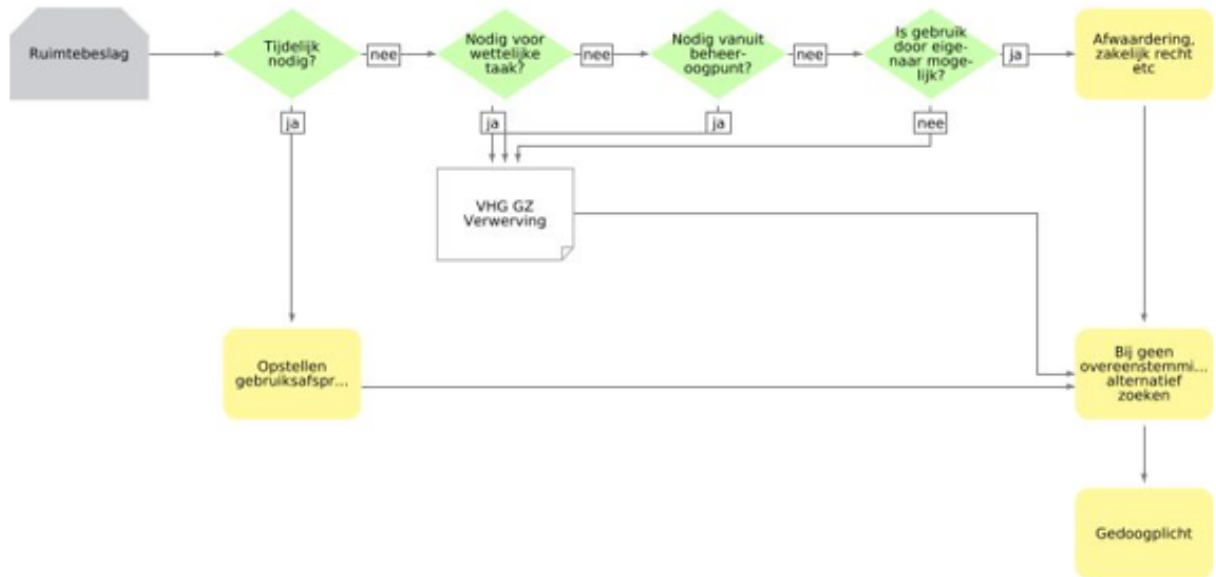 Ruimtebeslag
Tijdelijk
nodig?
nee
Nodig voor
wettelijke
taak?
nee
Nodig vanuit
beheer-
oogpunt?
nee
Is gebruik
door eige-
naar moge-
lijk?
ja
Afwaardering,
zakelijk recht
etc
ja
ja
ja
nee
VHG GZ
Verwerving
Opstellen
gebruiksafspr...
Bij geen
overeenstemmi...
alternatief
zoeken
Gedoogplicht